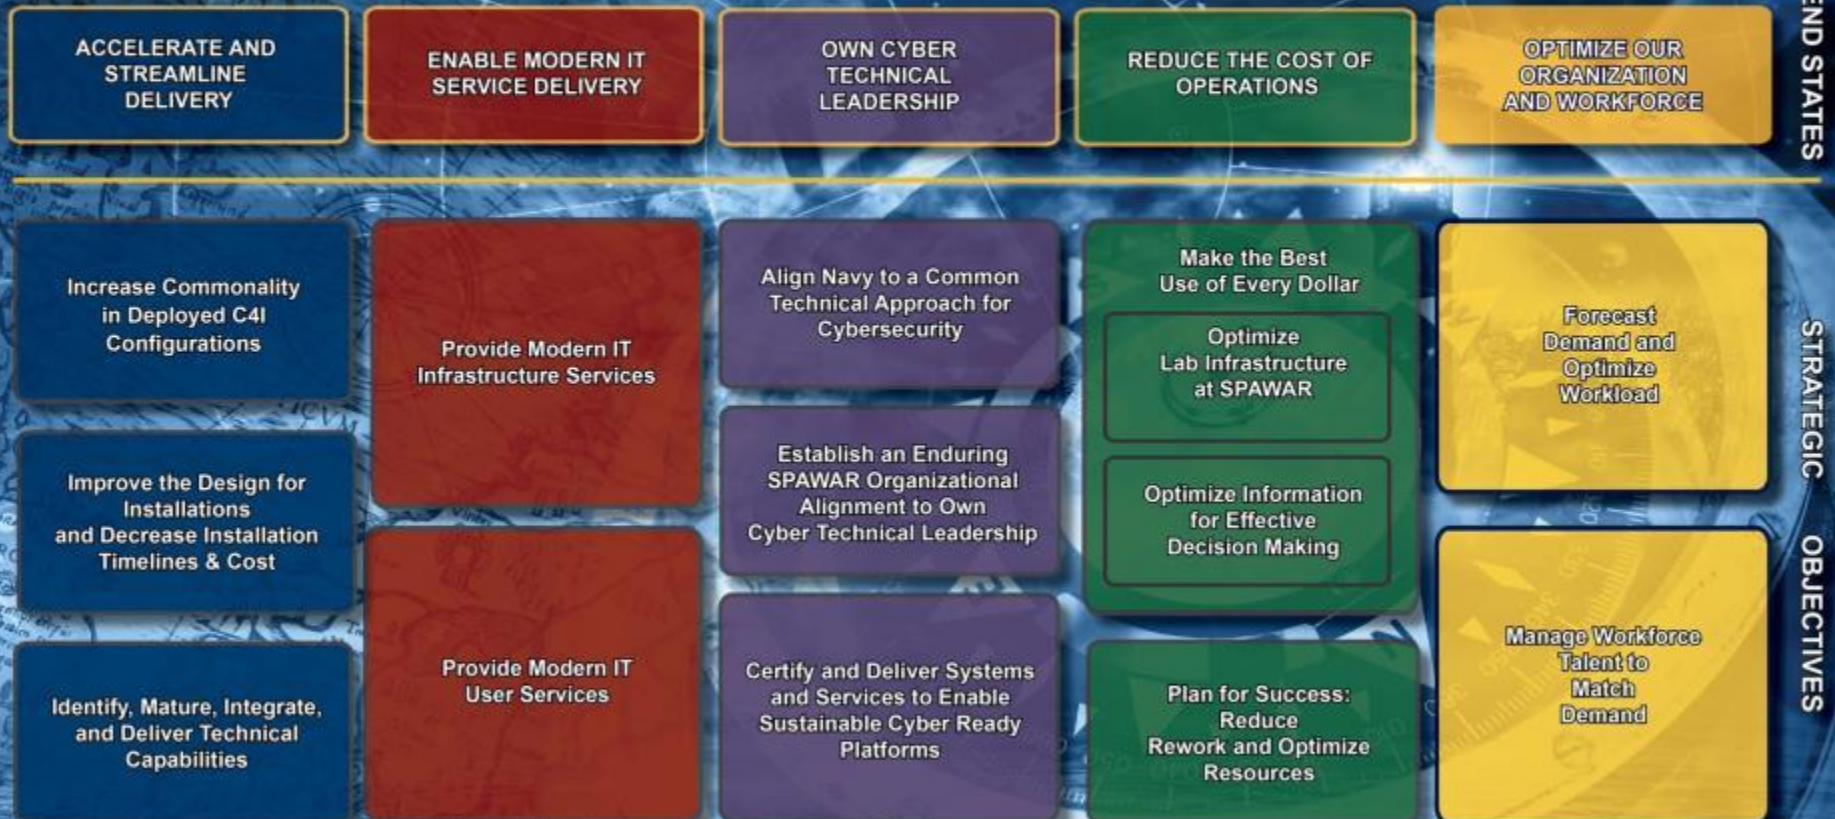 ACCELERATE AND
STREAMLINE
DELIVERY
ENABLE MODERN IT
SERVICE DELIVERY
OWN CYBER
TECHNICAL
LEADERSHIP
REDUCE THE COST OF
OPERATIONS
OPTIMIZE OUR
ORGANIZATION
AND WORKFORCE
END STATES
Increase Commonality
in Deployed C4I
Configurations
Improve the Design for
Installations
and Decrease Installation
Timelines & Cost
Identify, Mature, Integrate,
and Deliver Technical
Capabilities
Provide Modern IT
Infrastructure Services
Provide Modern IT
User Services
Align Navy to a Common
Technical Approach for
Cybersecurity
Establish an Enduring
SPAWAR Organizational
Alignment to Own
Cyber Technical Leadership
Certify and Deliver Systems
and Services to Enable
Sustainable Cyber Ready
Platforms
Make the Best
Use of Every Dollar
Optimize
Lab Infrastructure
at SPAWAR
Optimize Information
for Effective
Decision Making
Plan for Success:
Reduce
Rework and Optimize
Resources
Forecast
Demand and
Optimize
Workload
Manage Workforce
Talent to
Match
Demand
STRATEGIC OBJECTIVES